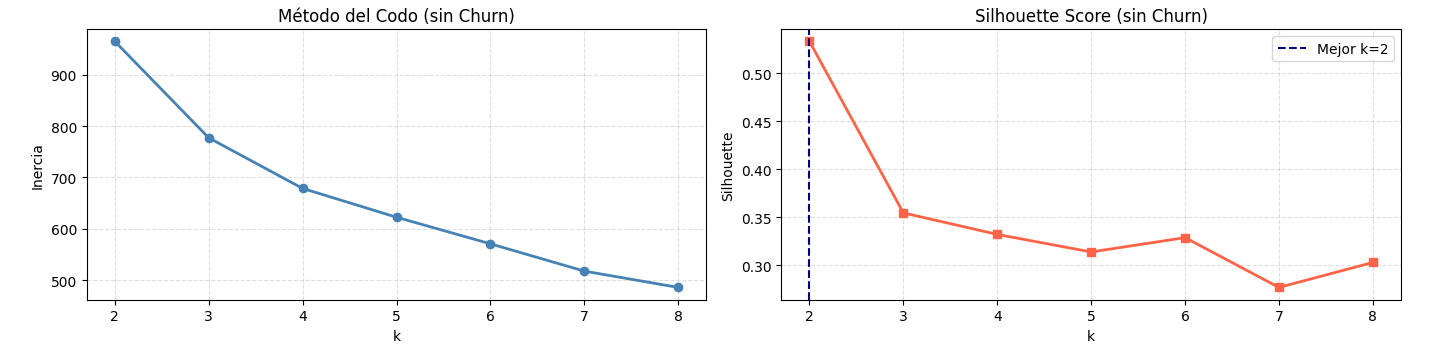 Método del Codo (sin Churn)
Inercia
900
800
700
600
500
2 3 4 5 6 7 8
k
Silhouette Score (sin Churn)
Mejor k=2
Silhouette
0.50
0.45
0.40
0.35
0.30
2 3 4 5 6 7 8
k